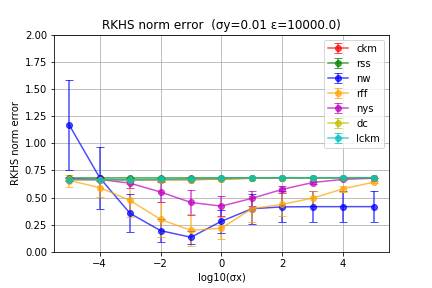 RKHS norm error (σy=0.01 ε=10000.0)
RKHS norm error
2.00
1.75
1.50
1.25
1.00
0.75
0.50
0.25
0.00
ckm
rss
nw
rff
nys
dc
lckm
−4
−2
0
2
4
log10(σx)